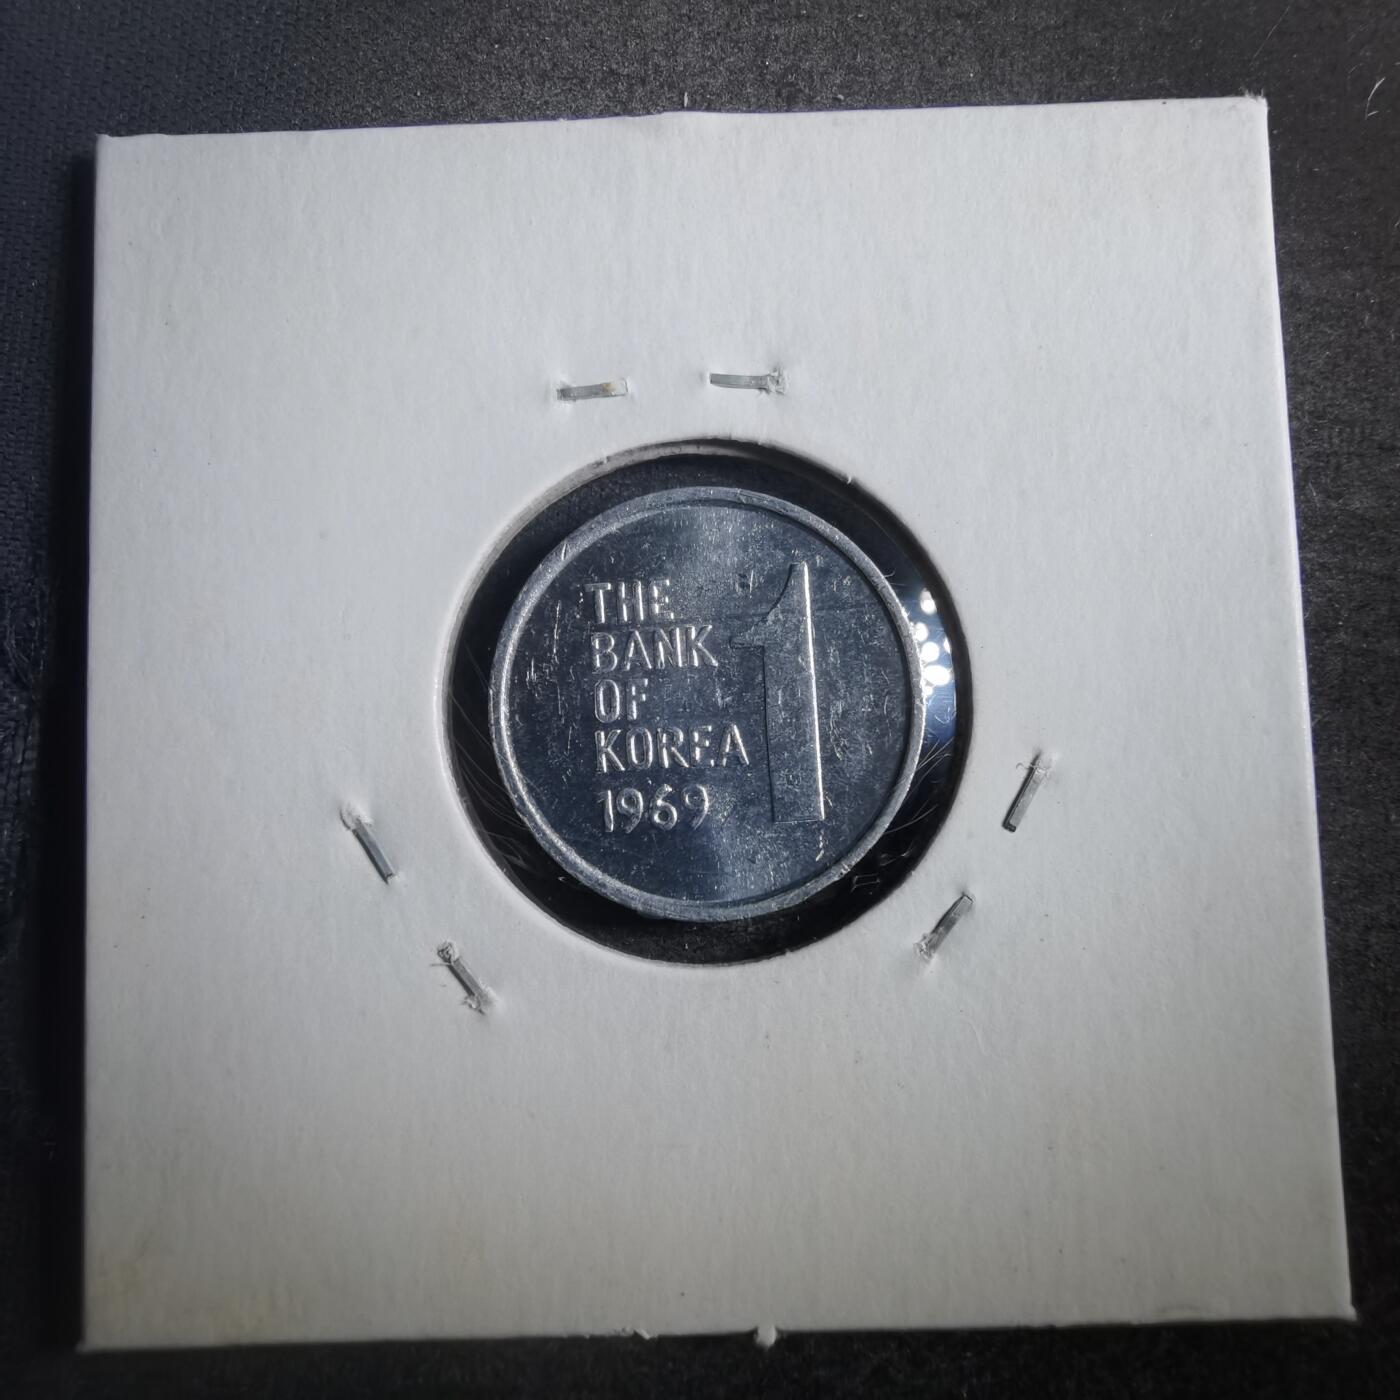 THE
BANK
OF
KOREA
1969
1